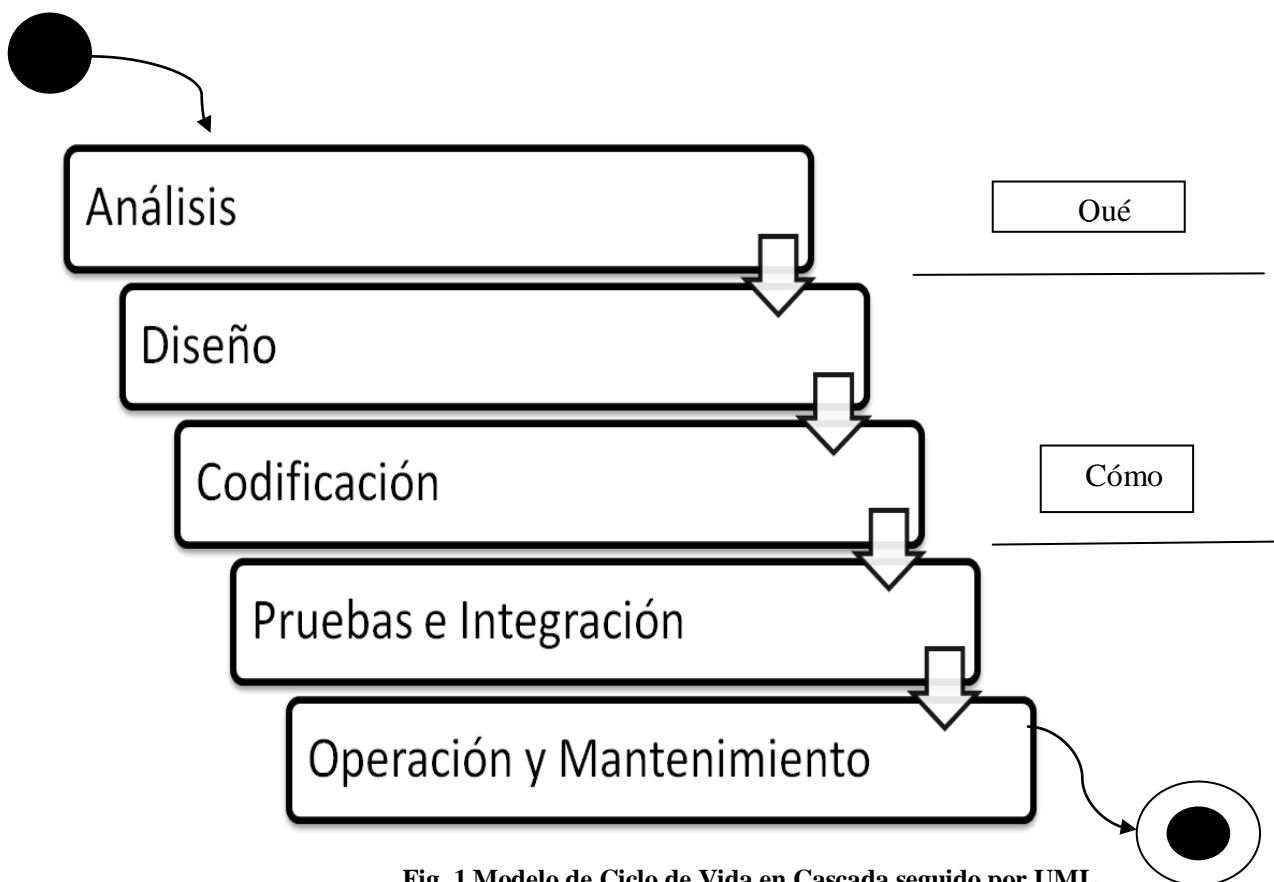 Análisis
Qué
Diseño
Codificación
Cómo
Pruebas e Integración
Operación y Mantenimiento
Fig. 1 Modelo de Ciclo de Vida en Cascada seguido por UML